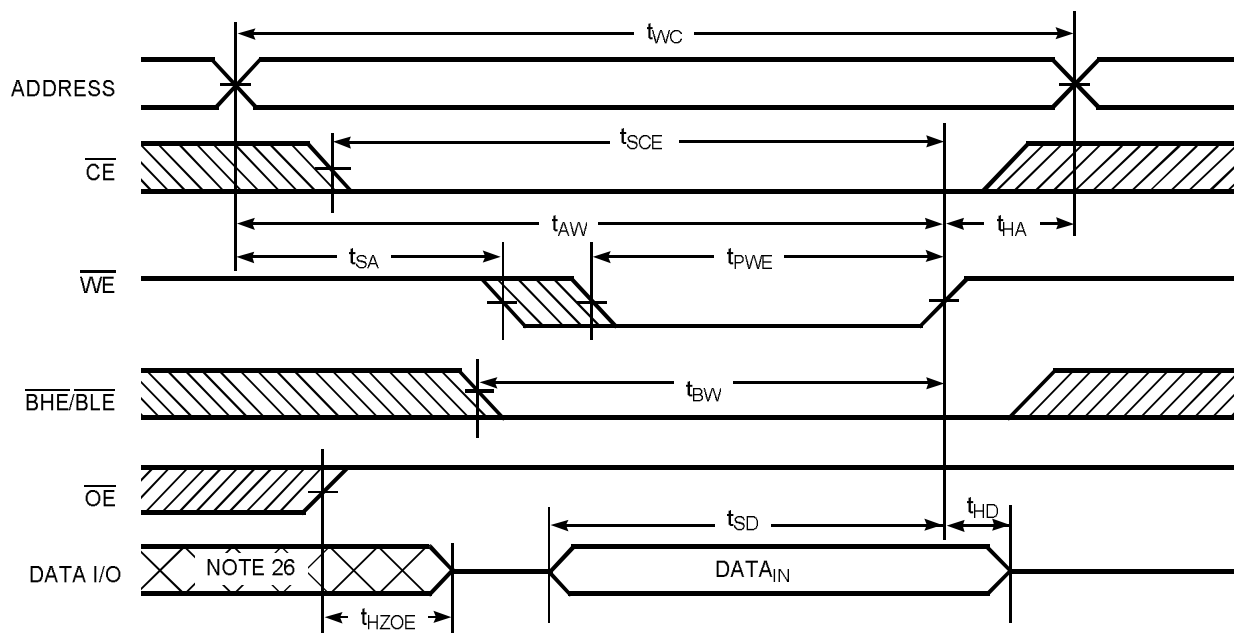 tWC
ADDRESS
tSCE
CE
tAW
tHA
tSA
tPWE
WE
tBW
BHE/BLE
OE
tSD
tHD
DATA I/O
NOTE 26
DATAIN
tHZOE